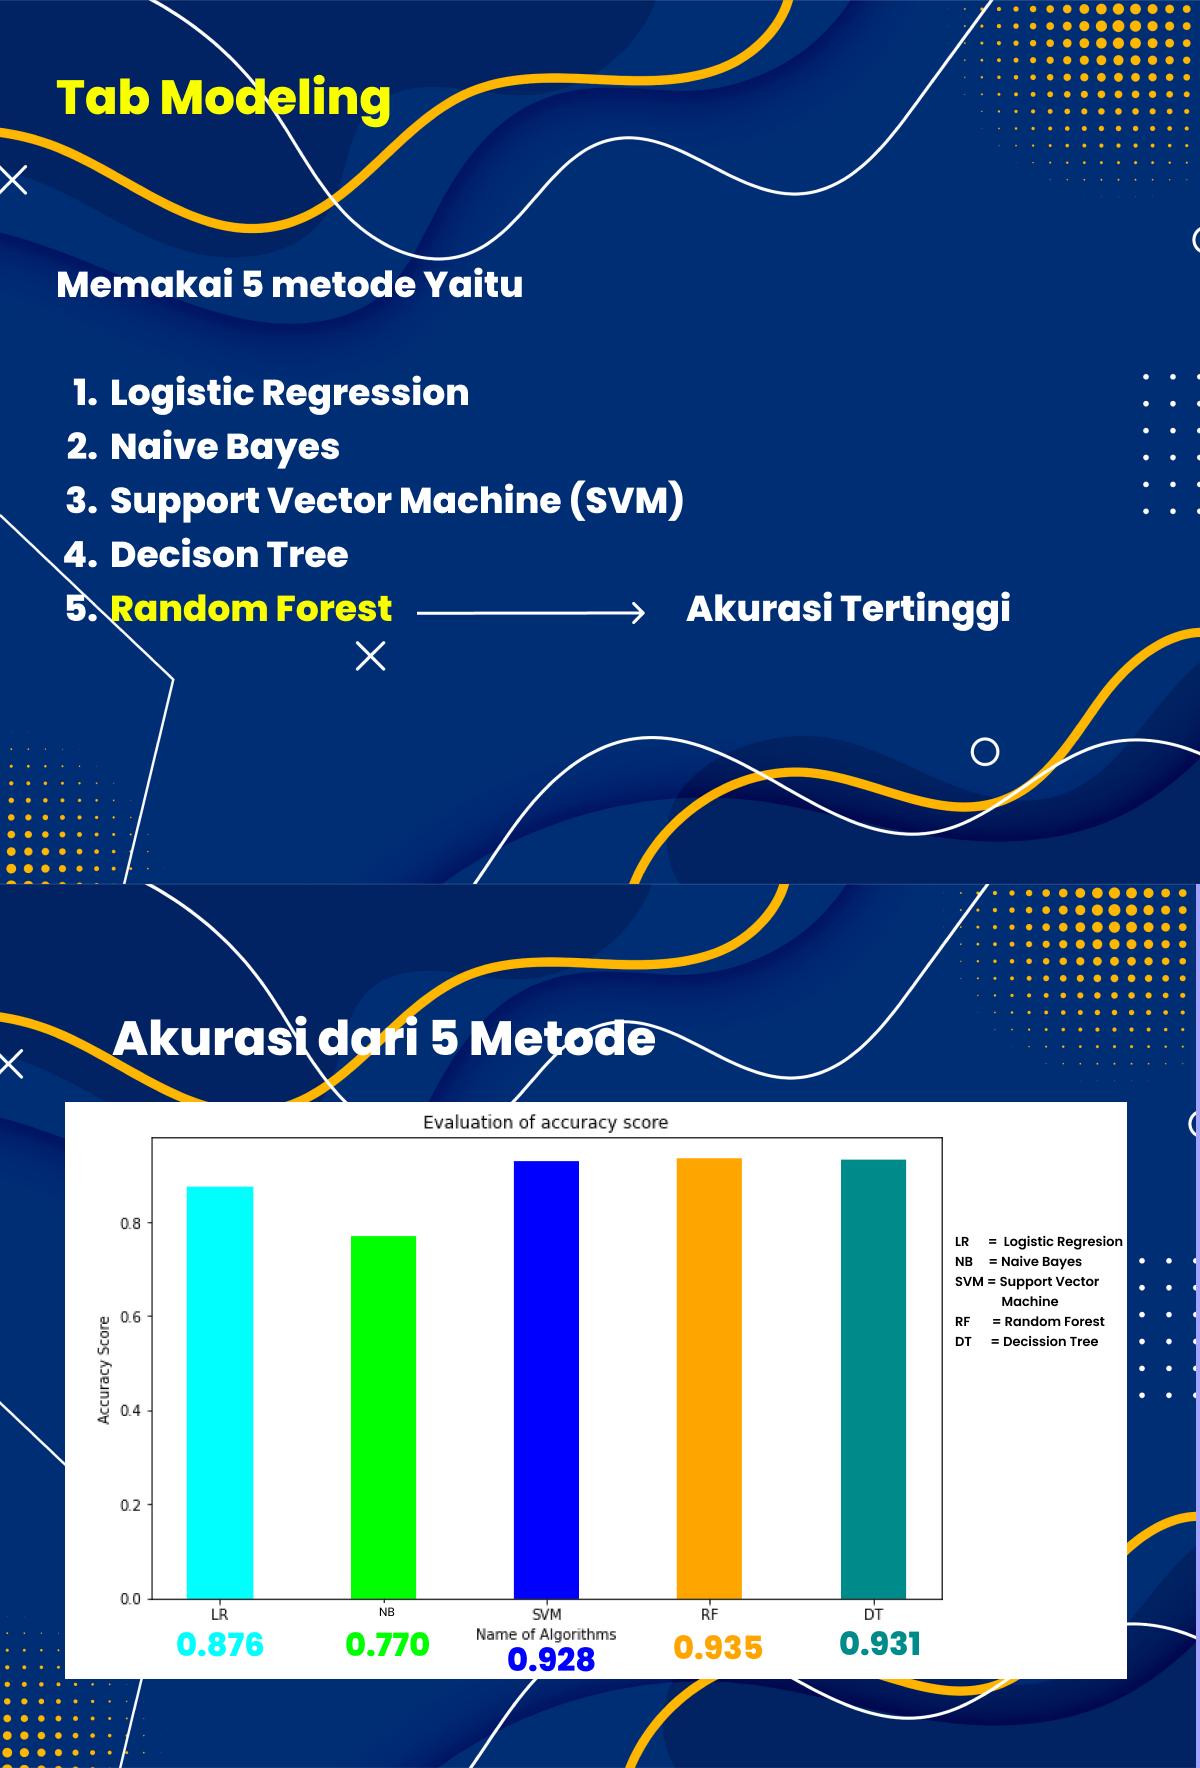 Tab Modeling
Memakai 5 metode Yaitu
1. Logistic Regression
2. Naive Bayes
3. Support Vector Machine (SVM)
4. Decison Tree
5. Random Forest
Akurasi Tertinggi
Akurasi dari 5 Metode
Evaluation of accuracy score
Accuracy Score
0.8
0.6
0.4
0.2
0.0
LR NB SVM RF DT
Name of Algorithms
0.876 0.770 0.928 0.935 0.931
LR = Logistic Regresion
NB = Naive Bayes
SVM = Support Vector
Machine
RF = Random Forest
DT = Decission Tree